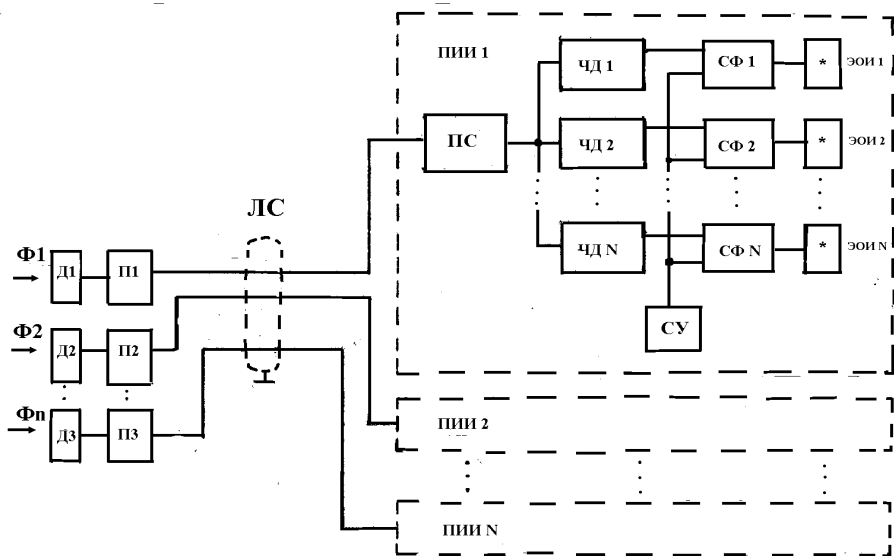 ПИИ 1
ЧД 1
СФ 1
*
ЭОИ 1
ПС
ЧД 2
СФ 2
*
ЭОИ 2
ЛС
Ф1
Д1
П1
ЧД N
СФ N
*
ЭОИ N
СУ
Ф2
Д2
П2
Фn
Д3
П3
ПИИ 2
ПИИ N